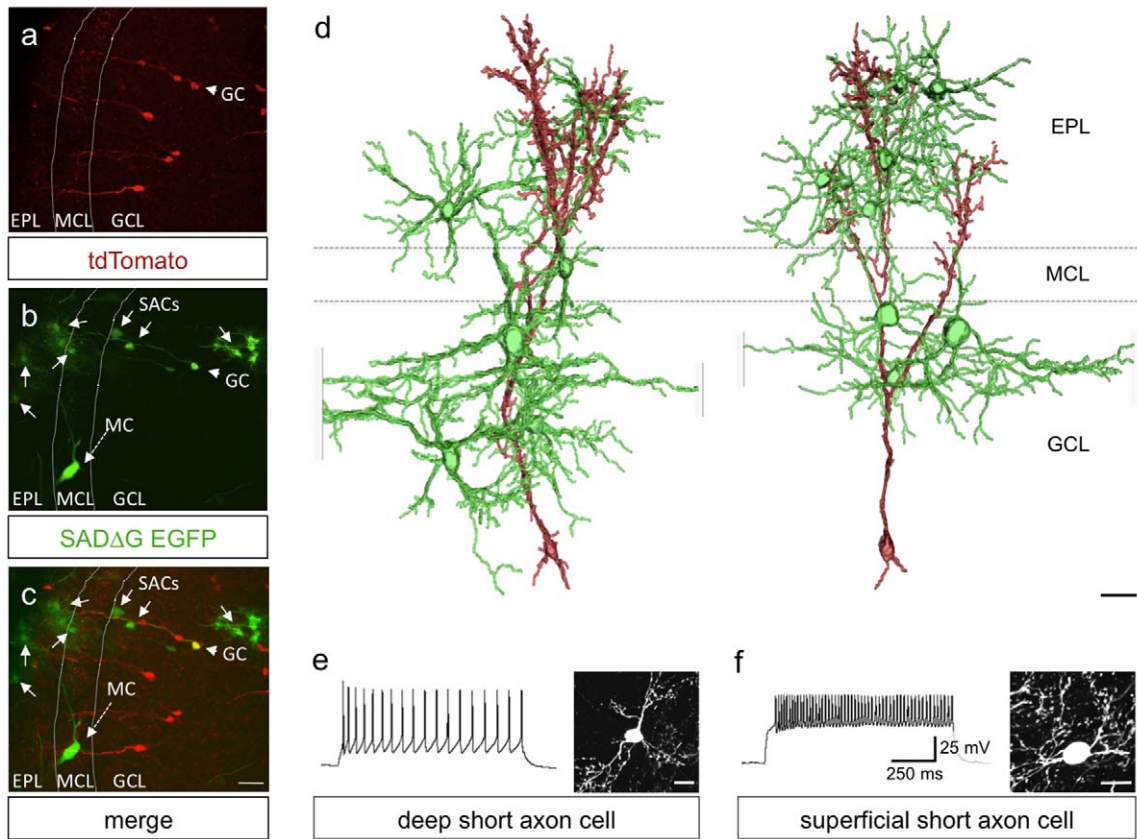 a
GC
EPL MCL GCL
tdTomato
b
SACs
GC
MC
EPL MCL GCL
SADΔG EGFP
c
SACs
GC
MC
EPL MCL GCL
merge
d
EPL
MCL
GCL
e
deep short axon cell
f
25 mV
250 ms
superficial short axon cell